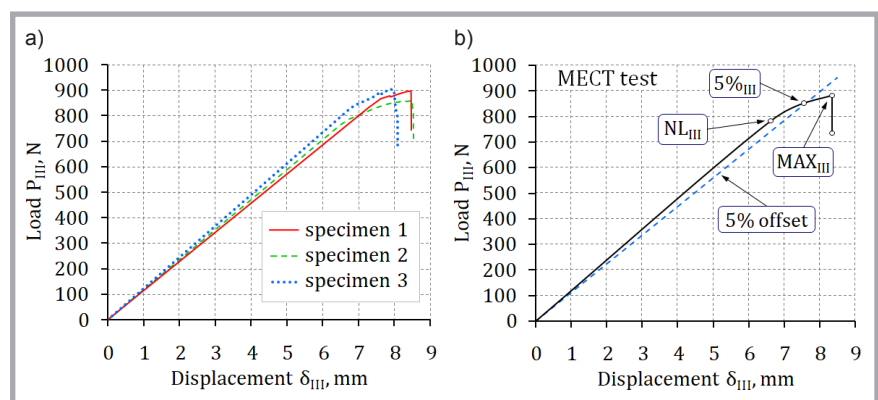 a)
1000
900
800
700
600
500
400
300
200
100
0
Load P_III, N
0 1 2 3 4 5 6 7 8 9
Displacement δ_III, mm
specimen 1
specimen 2
specimen 3
b)
1000
900
800
700
600
500
400
300
200
100
0
Load P_III, N
MECT test
5%_III
NL_III
MAX_III
5% offset
0 1 2 3 4 5 6 7 8 9
Displacement δ_III, mm